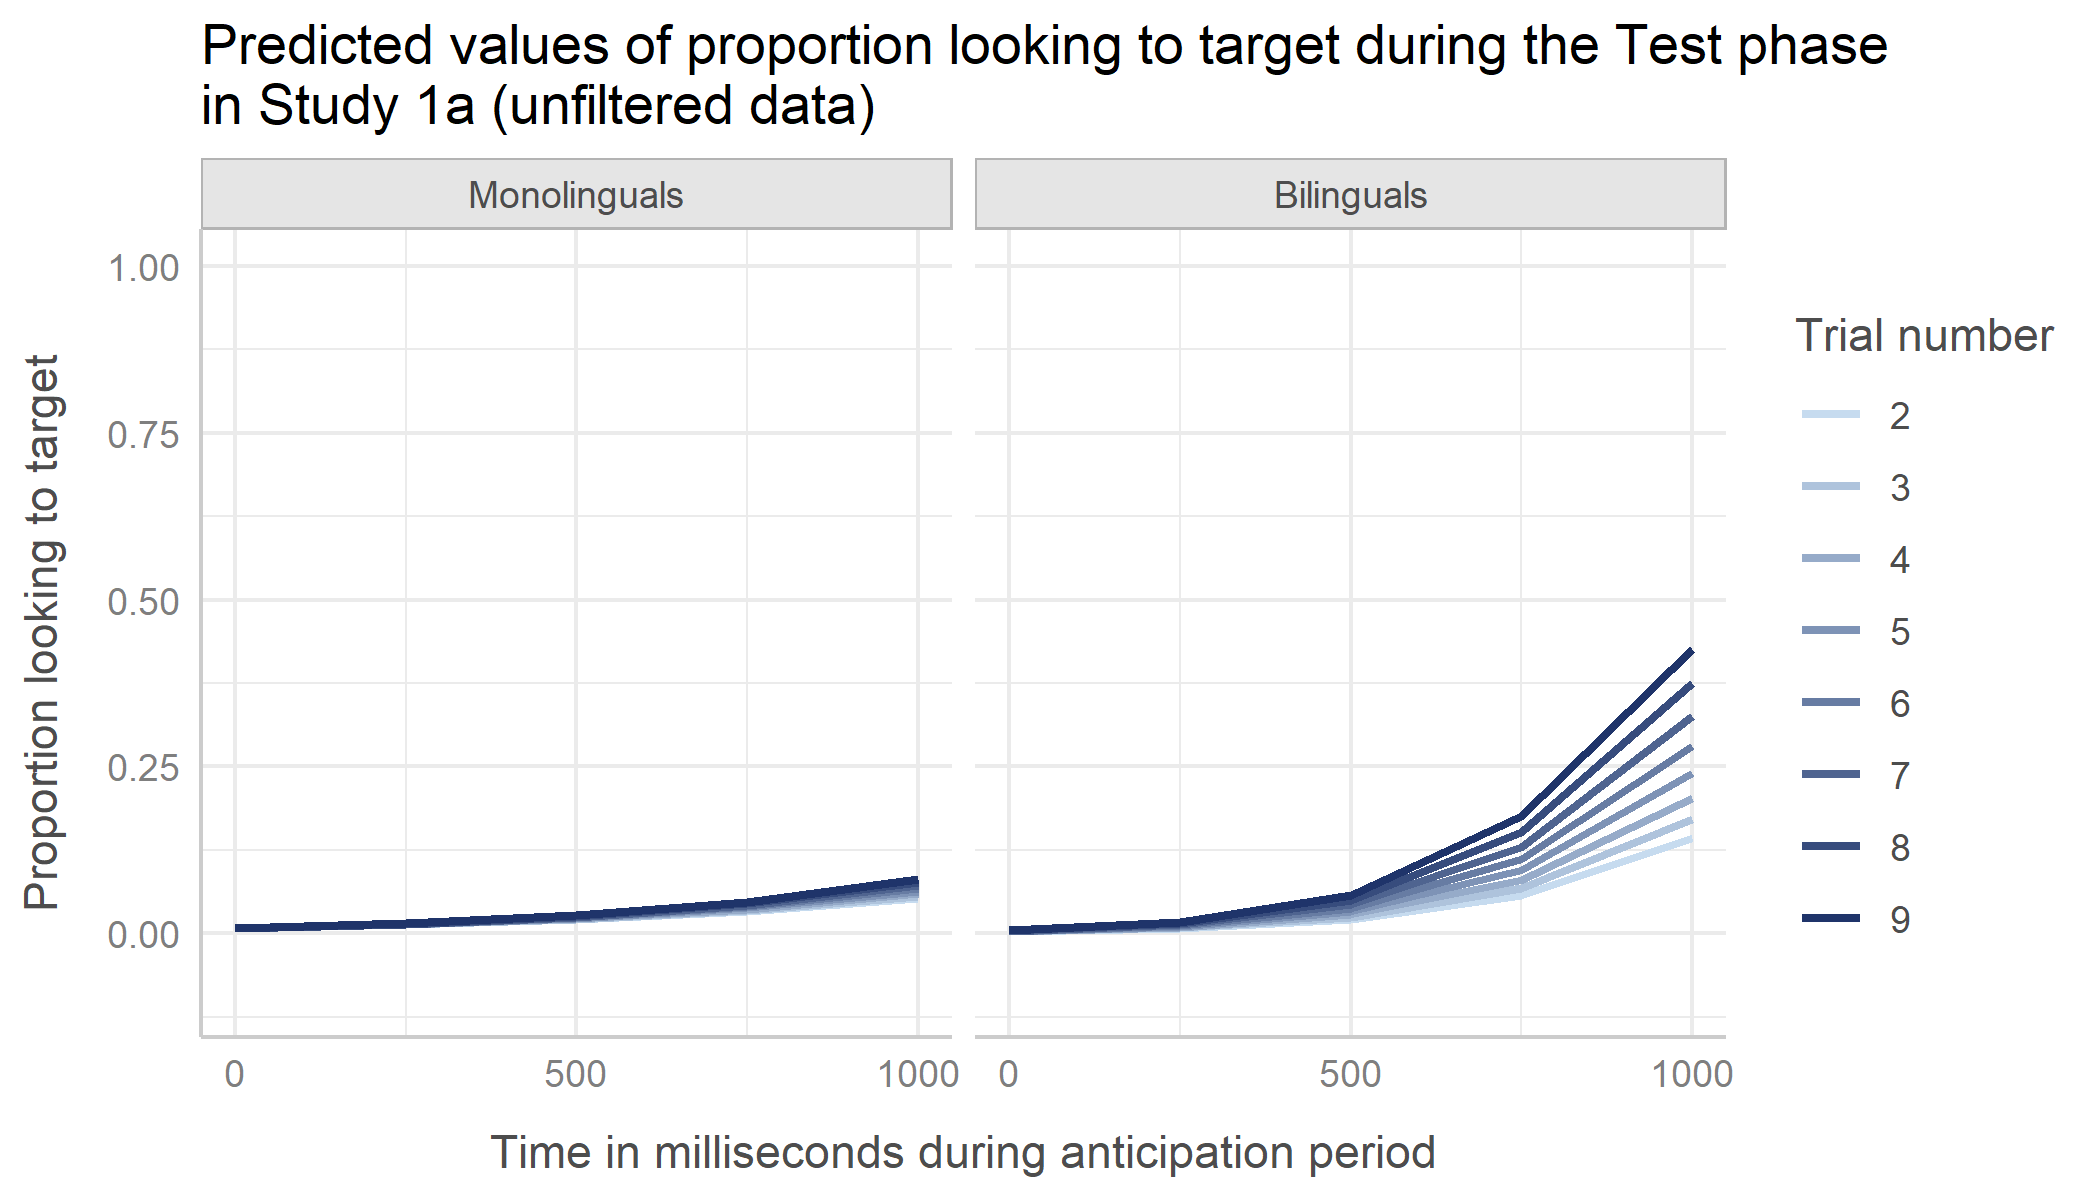 Predicted values of proportion looking to target during the Test phase
in Study 1a (unfiltered data)
Monolinguals
Bilinguals
1.00
0.75
0.50
0.25
0.00
Proportion looking to target
0
500
1000
0
500
1000
Time in milliseconds during anticipation period
Trial number
2
3
4
5
6
7
8
9